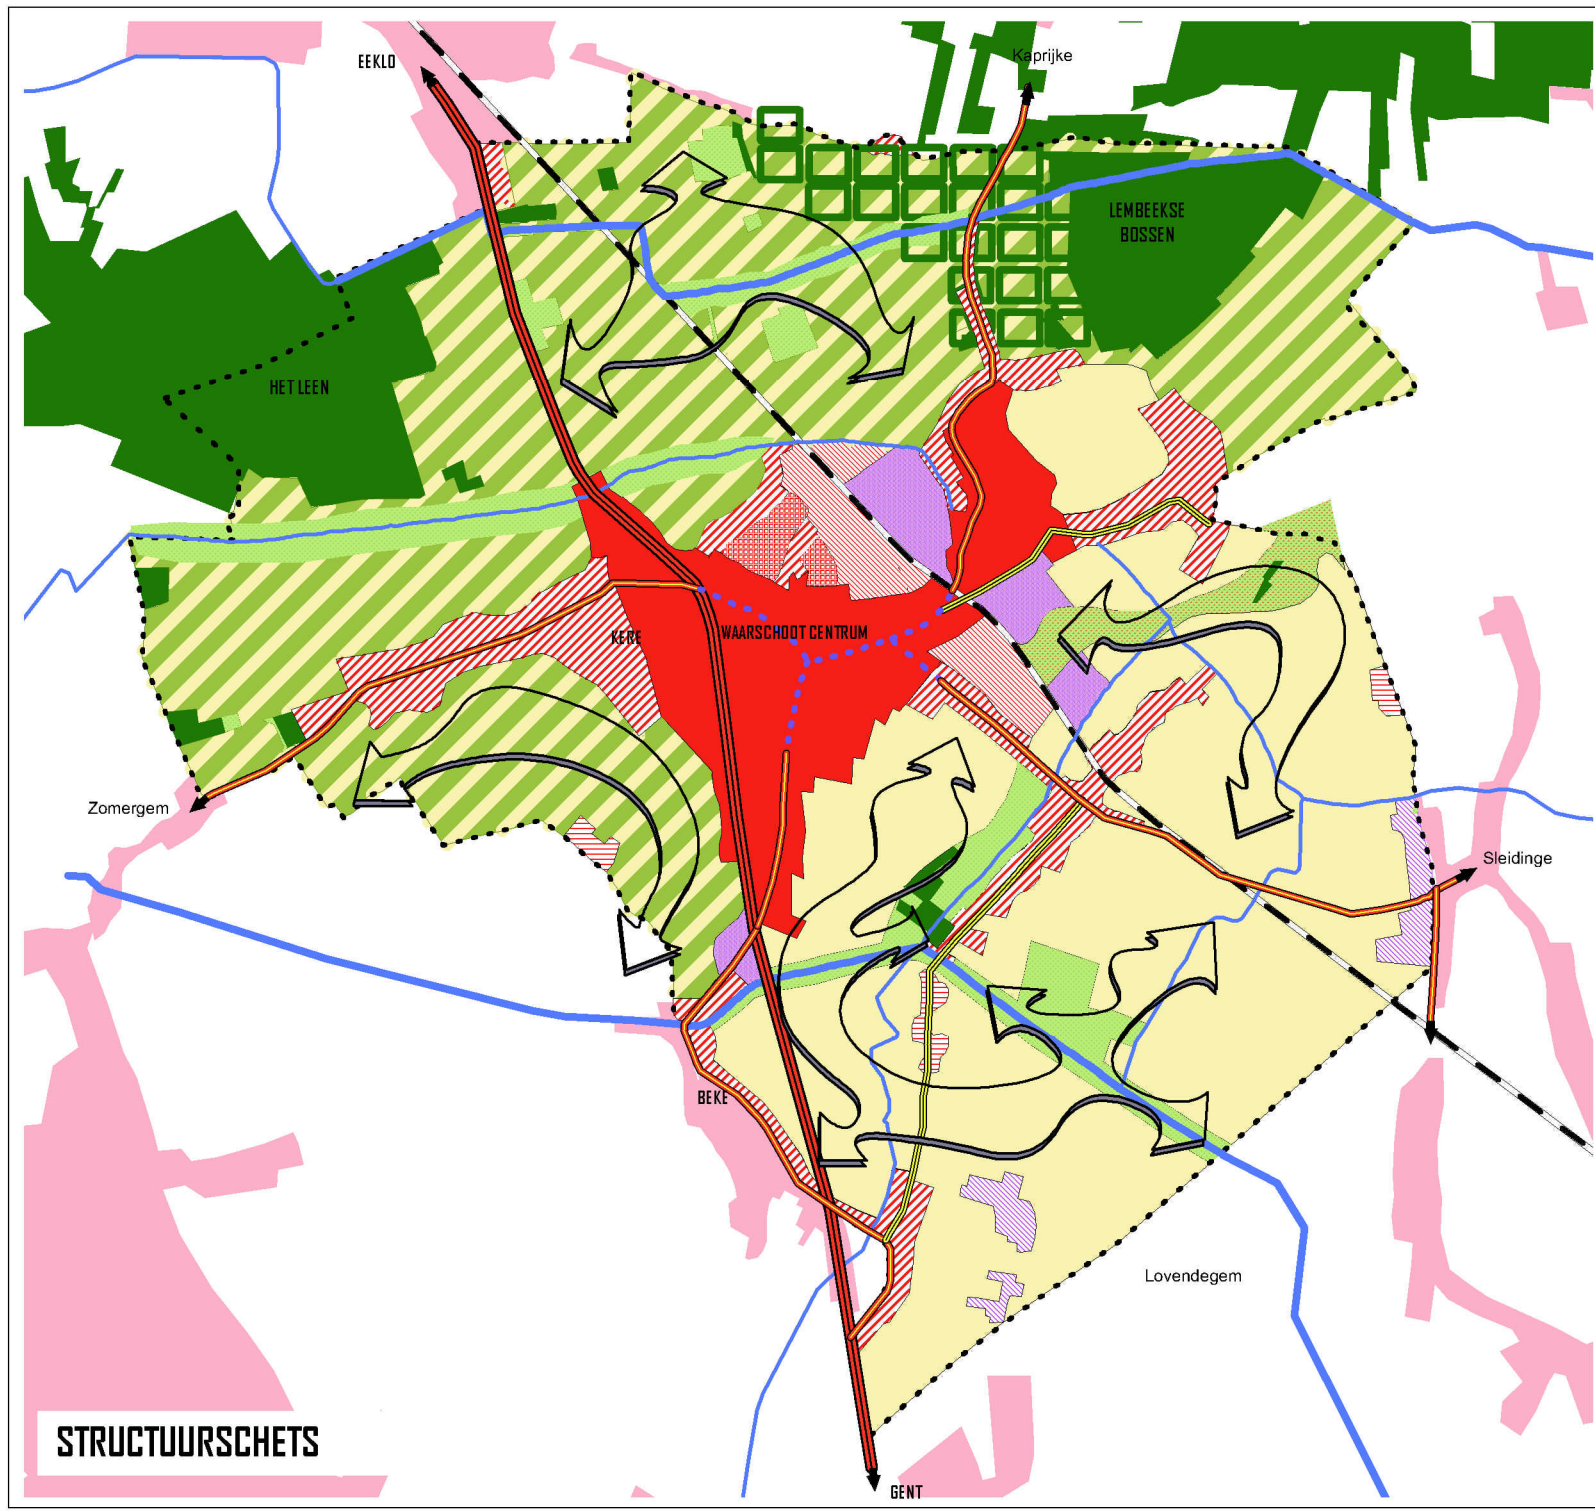 Kaprijke
EEKLO
LEMBEEKSE
BOSSEN
HET LEEN
KERE
WAARSCHOOT CENTRUM
Zomergem
Sleidinge
BEKE
Lovendegem
STRUCTUURSCHETS
GENT